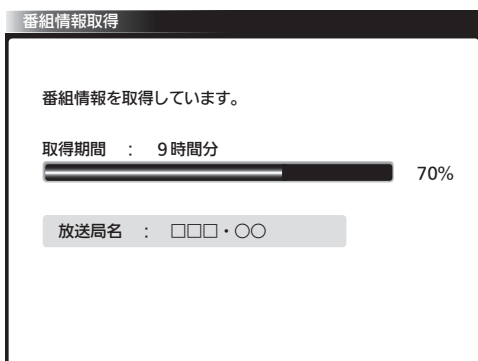 番組情報取得
番組情報を取得しています。
取得期間 : 9時間分
70%
放送局名 : □□□・○○